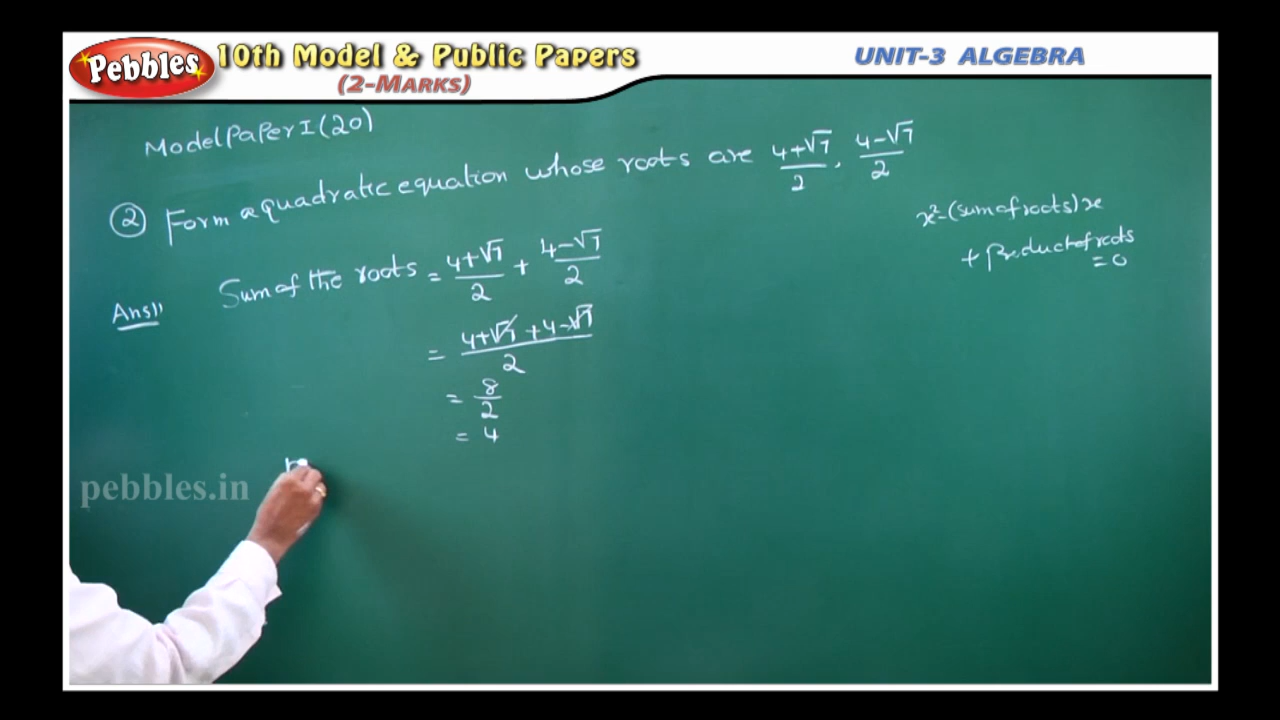 Pebbles
10th Model & Public Papers
(2-MARKS)
UNIT-3 ALGEBRA
Model Paper I (20)
② Form a quadratic equation whose roots are (4+√7)/2, (4-√7)/2
x² - (sum of roots) x
+ Product of roots
= 0
Ans:
Sum of the roots = (4+√7)/2 + (4-√7)/2
= (4+√7+4-√7)/2
= 8/2
= 4
pebbles.in